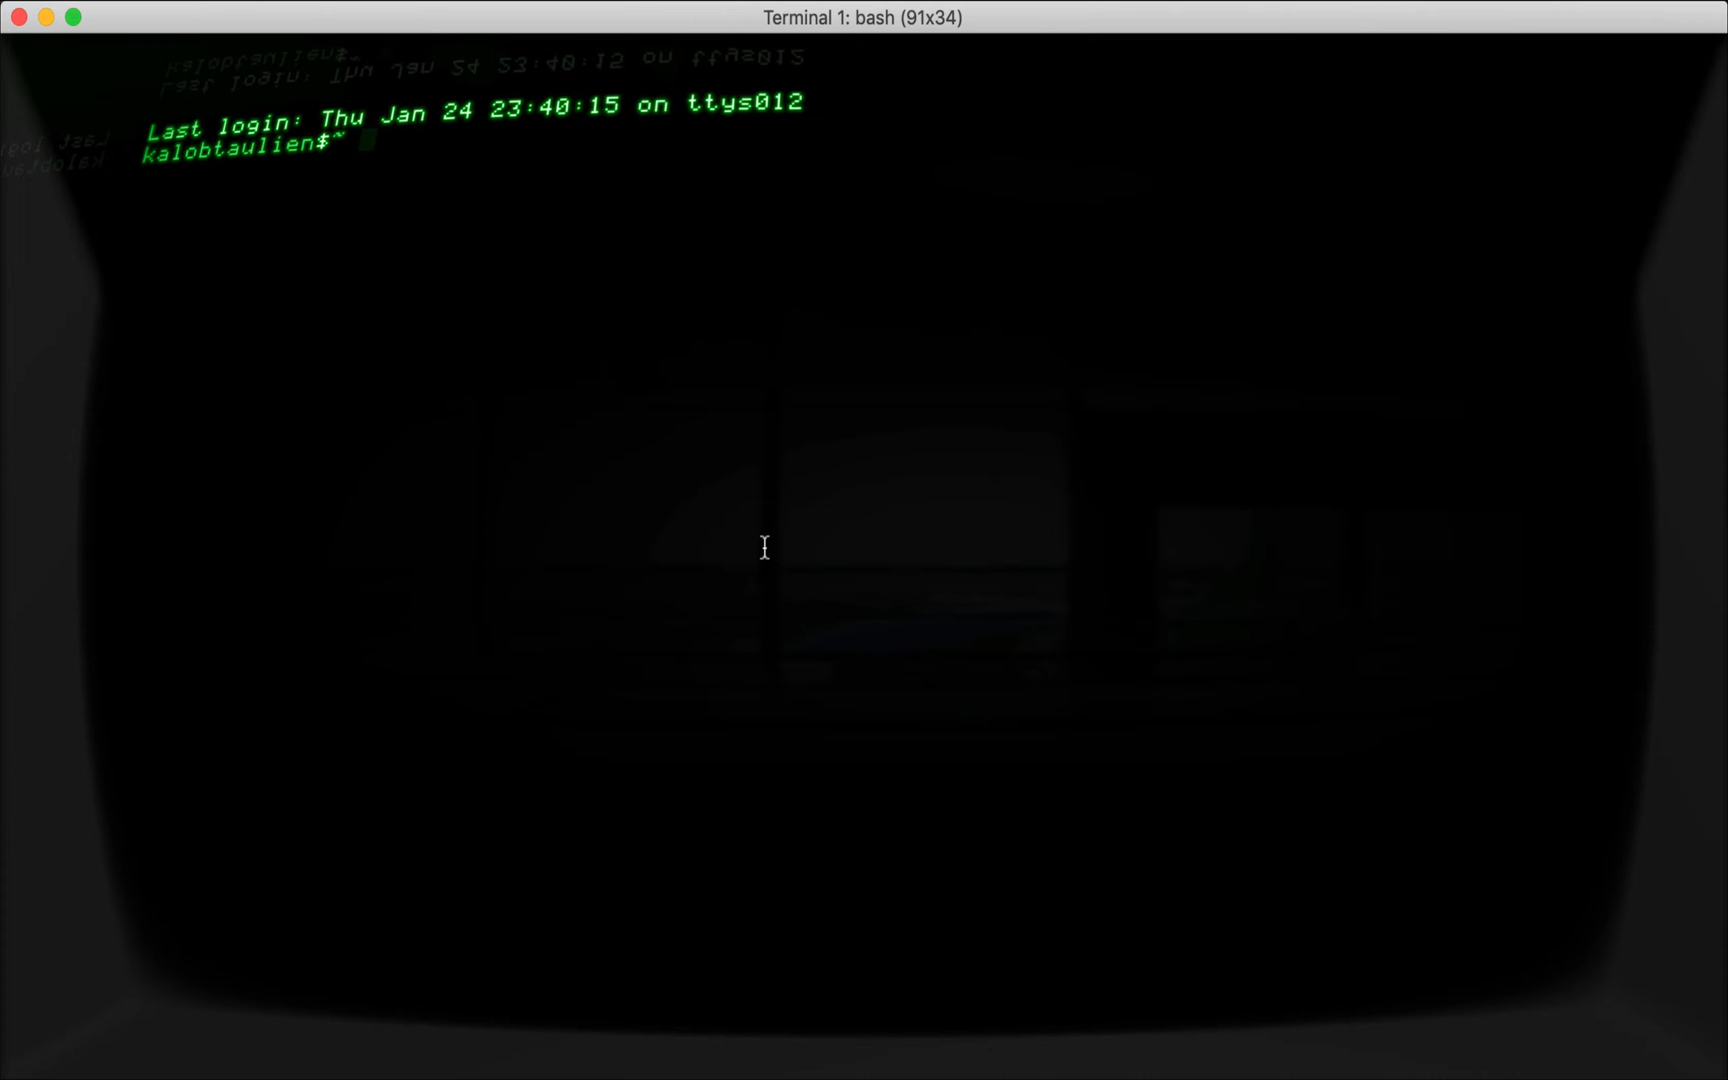 Terminal 1: bash (91x34)
Last login: Thu Jan 24 23:40:15 on ttys012
kalobtaulien$~